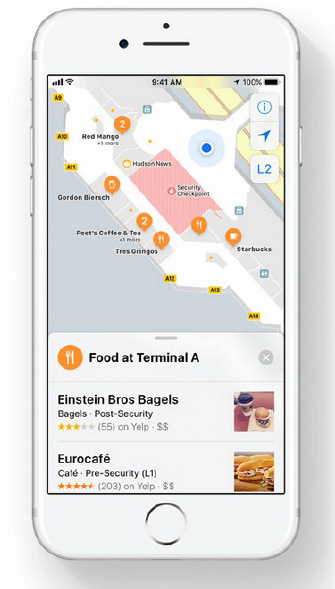 9:41 AM
100%
A9
2
A10
Red Mango
+1 more
Hudson News
L2
A11
Security
Checkpoint
Gordon Biersch
2
Peet's Coffee & Tea
+1 more
Tres Gringos
Starbucks
A12
A13
A14
Food at Terminal A
Einstein Bros Bagels
Bagels · Post-Security
(55) on Yelp · $$
Eurocafé
Café · Pre-Security (L1)
(203) on Yelp · $$